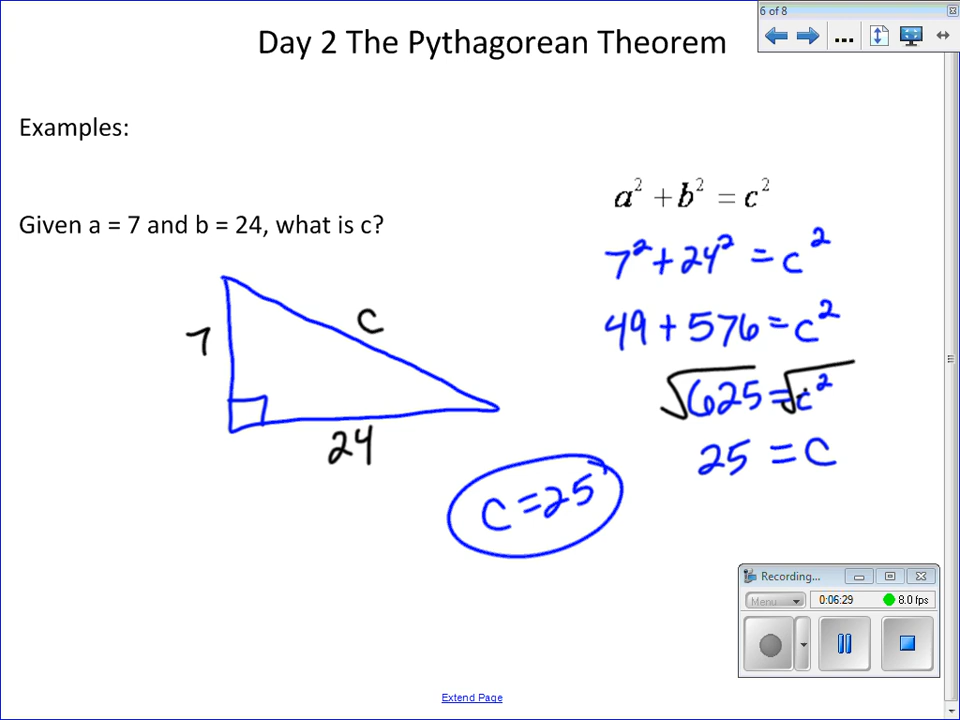 6 of 8
Day 2 The Pythagorean Theorem
Examples:
a² + b² = c²
Given a = 7 and b = 24, what is c?
7² + 24² = c²
7
c
49 + 576 = c²
√625 = √c²
24
25 = c
c = 25
Recording...
Menu
0:06:29
8.0 fps
Extend Page